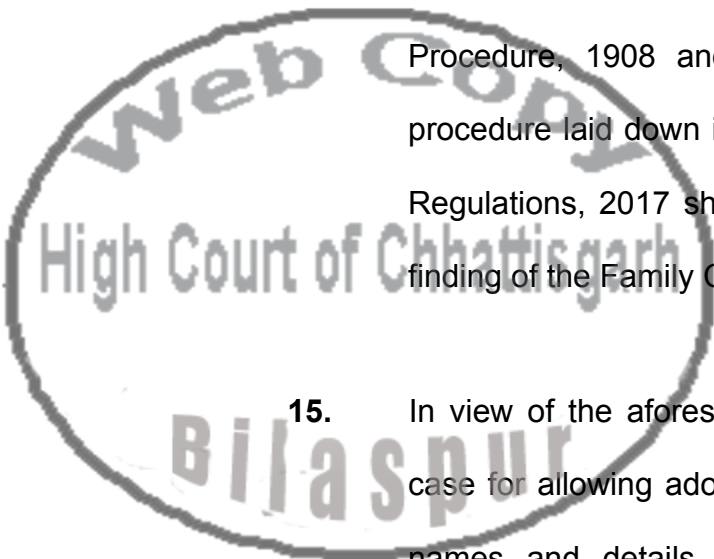 Web Copy
Procedure, 1908 an
procedure laid down i
Regulations, 2017 sh
High Court of Chhattisgarh
finding of the Family
15. In view of the afores
Bilaspur
case for allowing ado
names and details